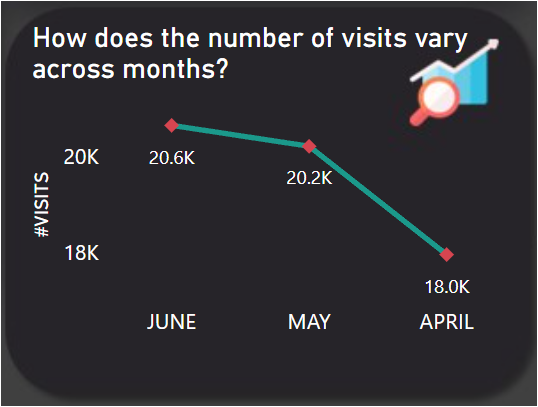 How does the number of visits vary
across months?
20K
20.6K
20.2K
#VISITS
18K
18.0K
JUNE MAY APRIL